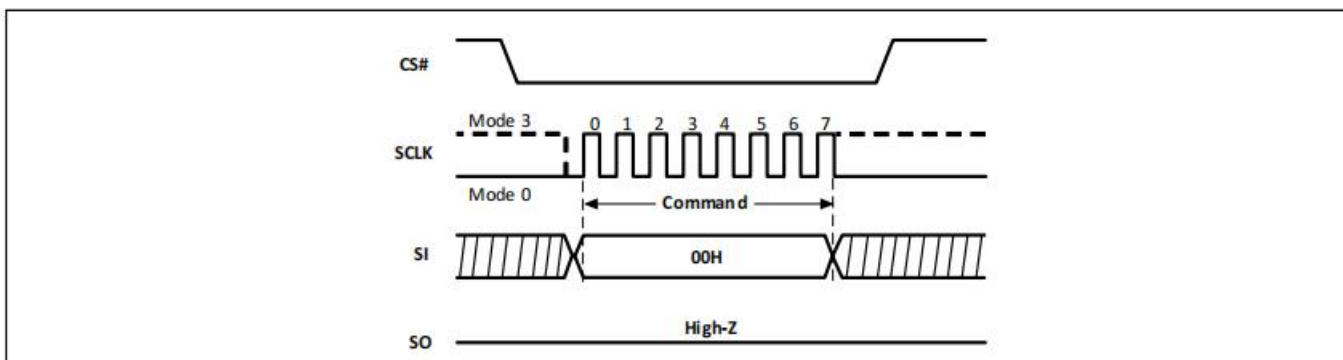 CS#
Mode 3
0 1 2 3 4 5 6 7
SCLK
Mode 0
Command
SI
00H
High-Z
SO